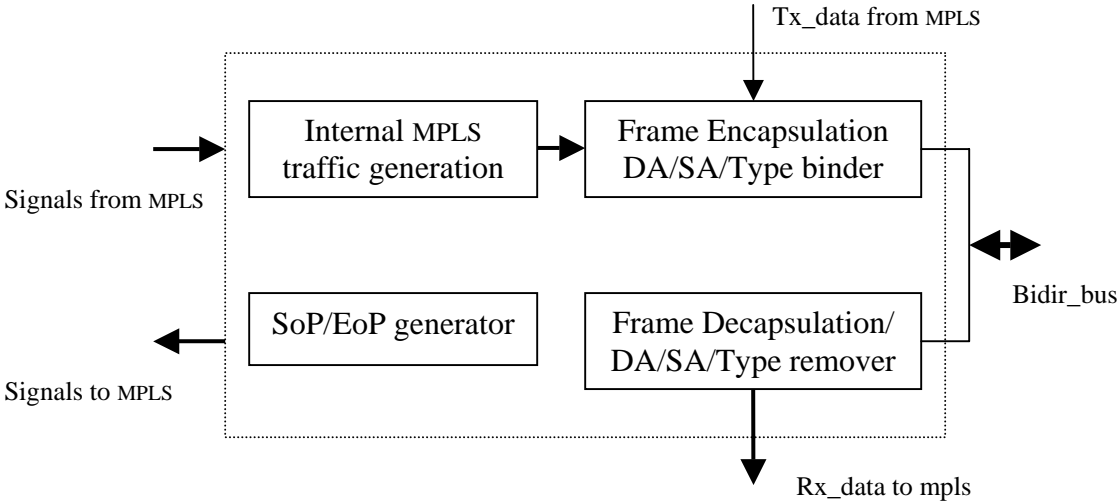 Tx_data from MPLS
Internal MPLS
traffic generation
Frame Encapsulation
DA/SA/Type binder
Signals from MPLS
Bidir_bus
SoP/EoP generator
Frame Decapsulation/
DA/SA/Type remover
Signals to MPLS
Rx_data to mpls